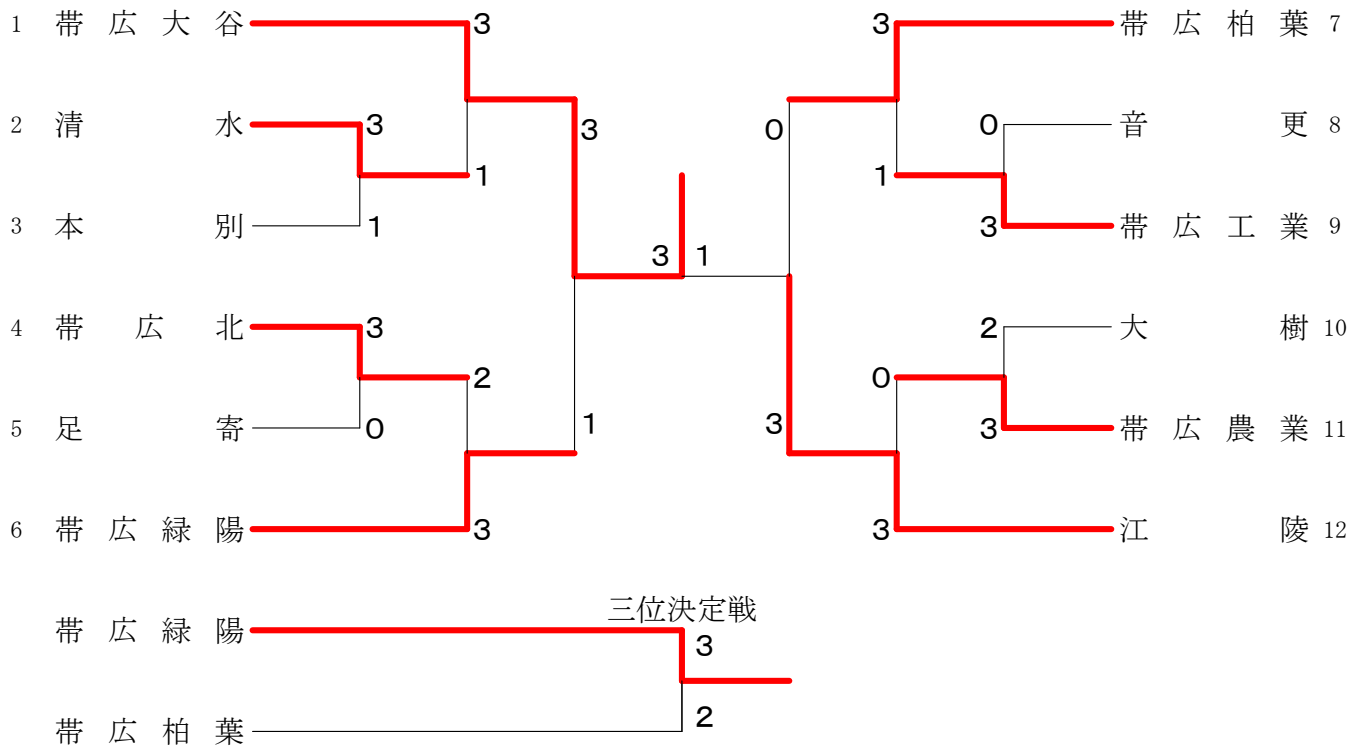 1 帯広大谷 3 3 帯広柏葉 7
2 清水 3 3 0 0 音更 8
1 1
3 本別 1 3 帯広工業 9
3 1
4 帯広北 3 2 大樹 10
2 0
5 足寄 0 1 3 3 帯広農業 11
6 帯広緑陽 3 3 江陵 12
三位決定戦
帯広緑陽 3
帯広柏葉 2